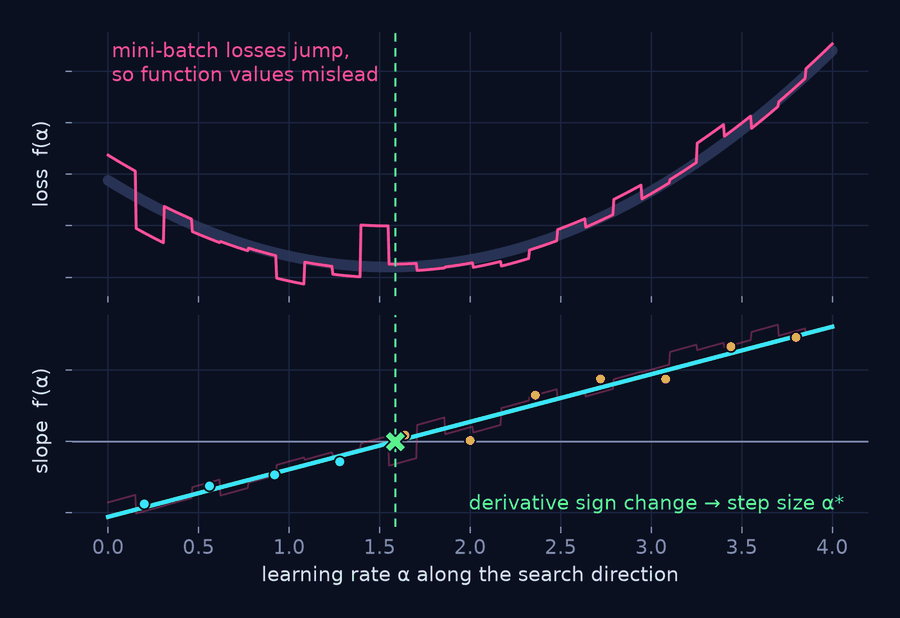 mini-batch losses jump,
so function values mislead
loss  f(α)
slope  f′(α)
derivative sign change → step size α*
0.0 0.5 1.0 1.5 2.0 2.5 3.0 3.5 4.0
learning rate α along the search direction